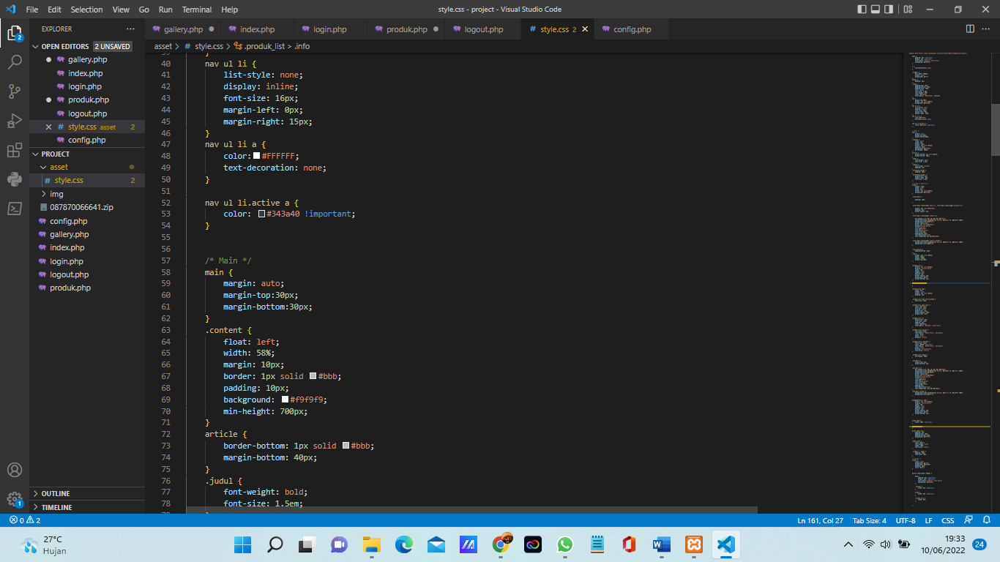 File Edit Selection View Go Run Terminal Help
style.css - project - Visual Studio Code
EXPLORER
gallery.php
index.php
login.php
produk.php
logout.php
style.css 2
config.php
OPEN EDITORS 2 UNSAVED
gallery.php
index.php
login.php
produk.php
logout.php
style.css asset 2
config.php
PROJECT
asset
style.css 2
img
087870066641.zip
config.php
gallery.php
index.php
login.php
logout.php
produk.php
OUTLINE
TIMELINE
2
1
asset > # style.css > .produk_list > .info
39 }
40 nav ul li {
41 list-style: none;
42 display: inline;
43 font-size: 16px;
44 margin-left: 0px;
45 margin-right: 15px;
46 }
47 nav ul li a {
48 color: #FFFFFF;
49 text-decoration: none;
50 }
51
52 nav ul li.active a {
53 color: #343a40 !important;
54 }
55
56
57 /* Main */
58 main {
59 margin: auto;
60 margin-top:30px;
61 margin-bottom:30px;
62 }
63 .content {
64 float: left;
65 width: 58%;
66 margin: 10px;
67 border: 1px solid #bbb;
68 padding: 10px;
69 background: #f9f9f9;
70 min-height: 700px;
71 }
72 article {
73 border-bottom: 1px solid #bbb;
74 margin-bottom: 40px;
75 }
76 .judul {
77 font-weight: bold;
78 font-size: 1.5em;
0 2
Ln 161, Col 27 Tab Size: 4 UTF-8 LF CSS
27°C
Hujan
19:33
10/06/2022
24